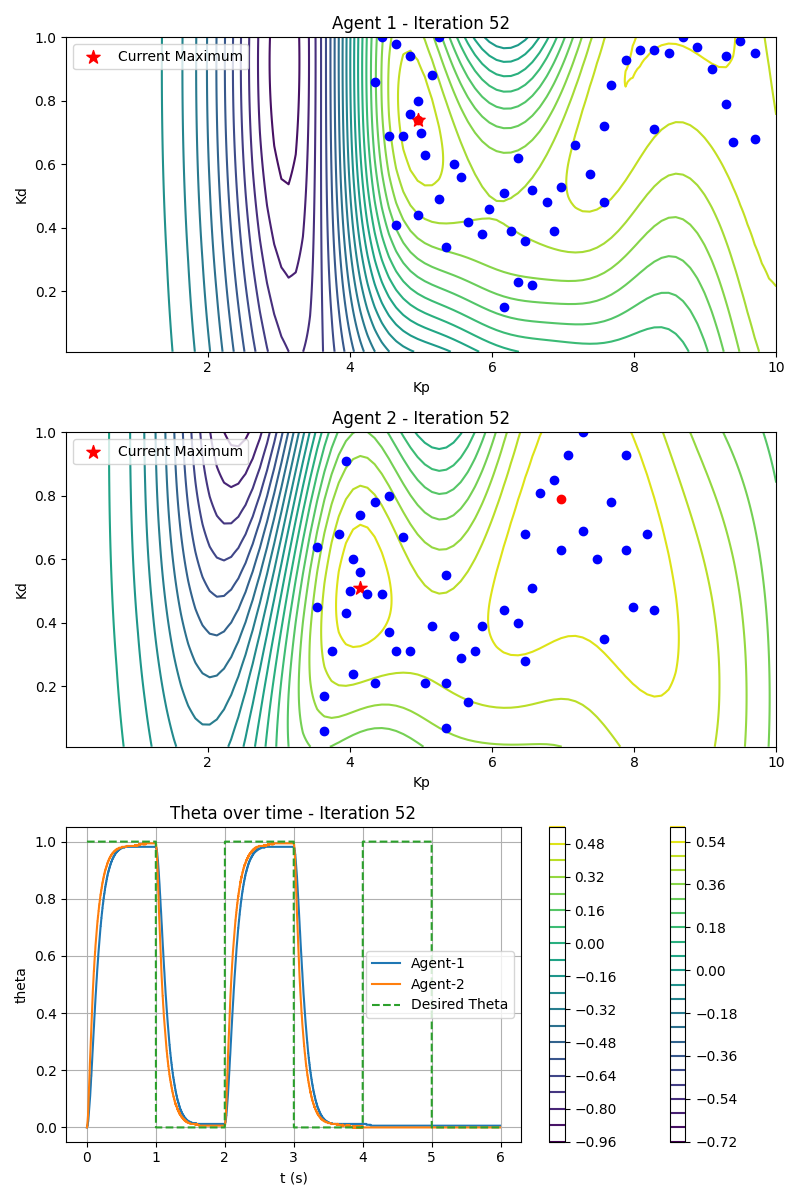 Agent 1 - Iteration 52
Current Maximum
1.0
0.8
0.6
0.4
0.2
Kd
2 4 6 8 10
Kp
Agent 2 - Iteration 52
Current Maximum
1.0
0.8
0.6
0.4
0.2
Kd
2 4 6 8 10
Kp
Theta over time - Iteration 52
1.0
0.8
0.6
0.4
0.2
0.0
theta
Agent-1
Agent-2
Desired Theta
0 1 2 3 4 5 6
t (s)
0.48
0.32
0.16
0.00
−0.16
−0.32
−0.48
−0.64
−0.80
−0.96
0.54
0.36
0.18
0.00
−0.18
−0.36
−0.54
−0.72